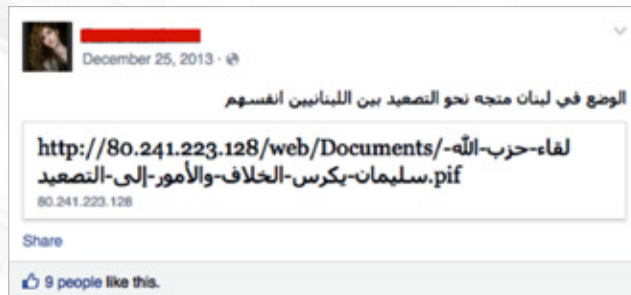 December 25, 2013
الوضع في لبنان متجه نحو التصعيد بين اللبنانيين انفسهم
http://80.241.223.128/web/Documents/لقاء-حزب-الله-
سليمان-يكرس-الخلاف-والأمور-إلى-التصعيد.pif
80.241.223.128
Share
9 people like this.